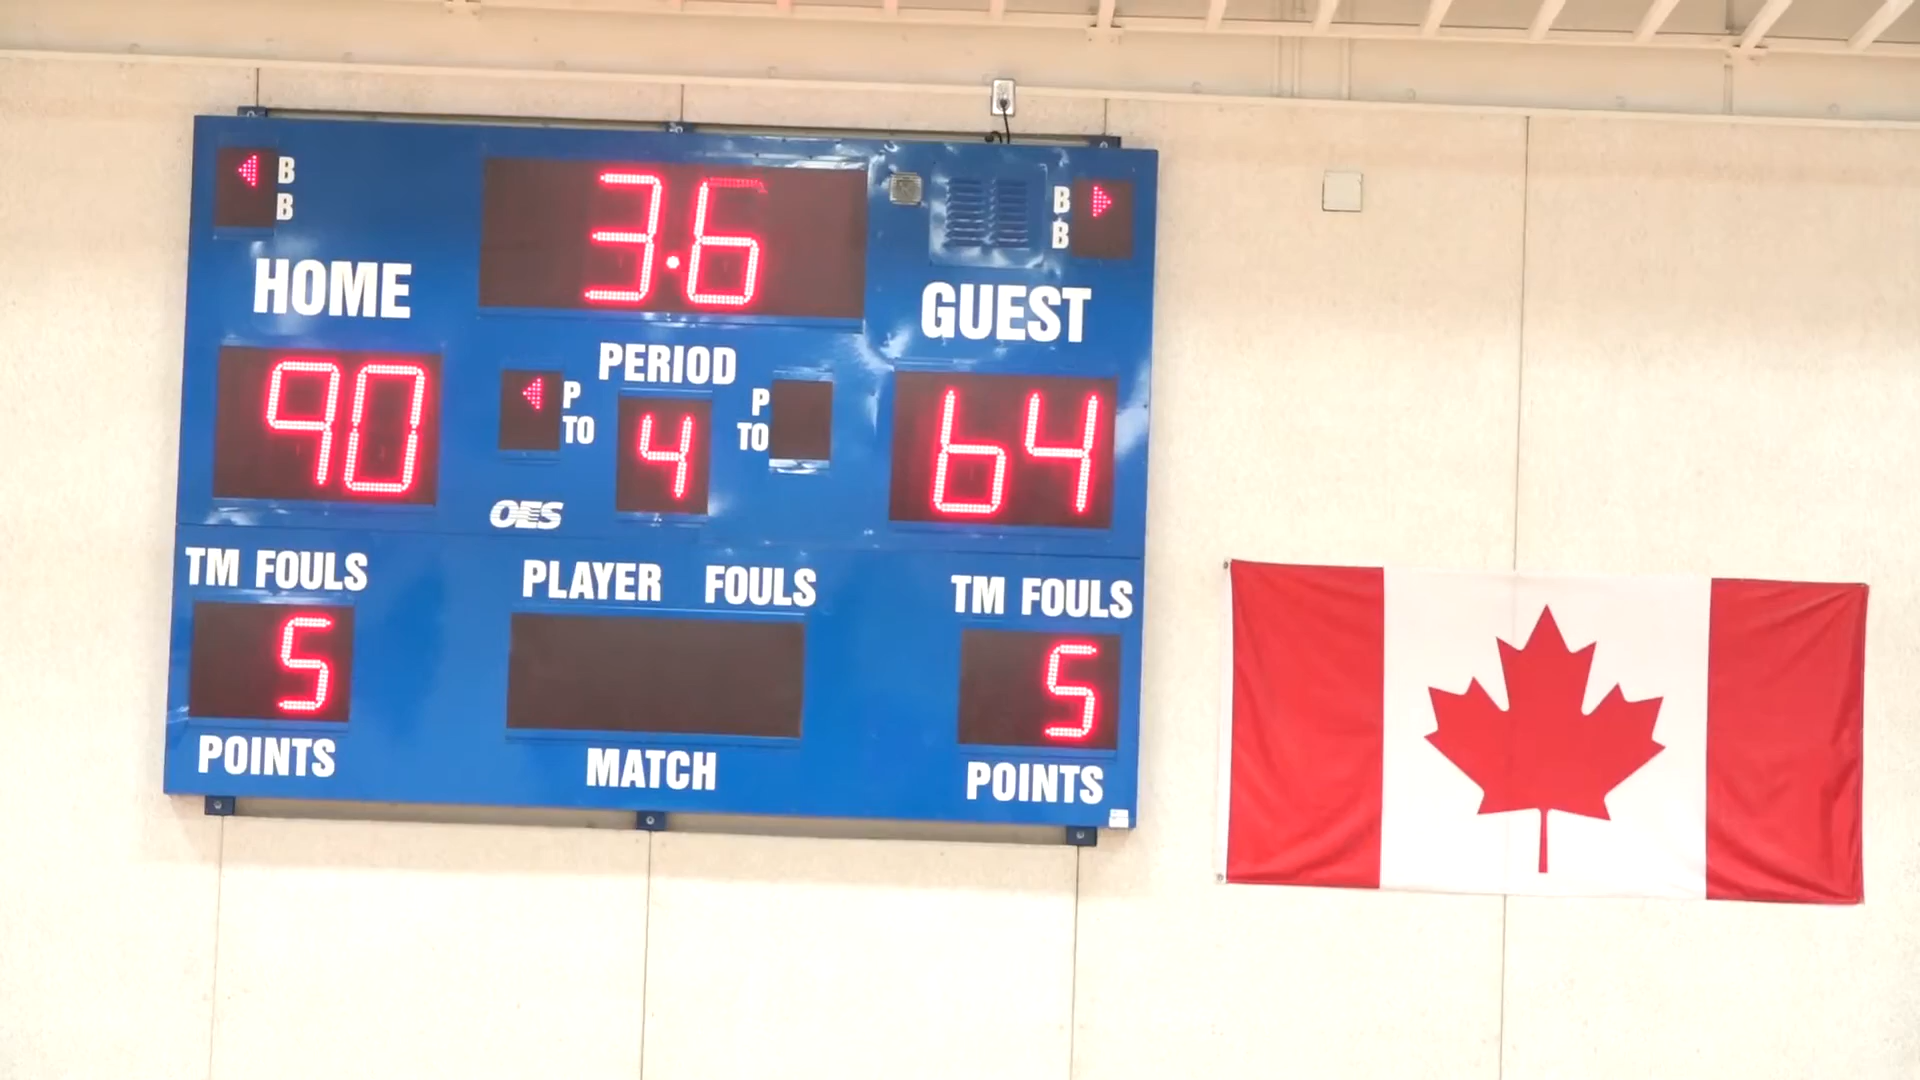 B
B
3.6
B
B
HOME
GUEST
PERIOD
90
P
TO
4
P
TO
64
OES
TM FOULS
PLAYER FOULS
TM FOULS
5
5
POINTS
MATCH
POINTS